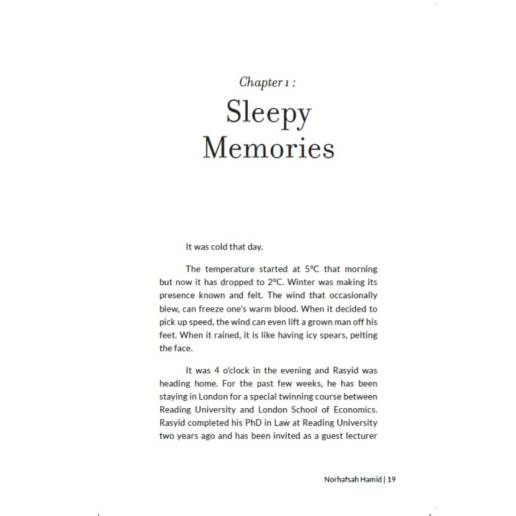 Chapter 1 :
Sleepy
Memories
It was cold that day.
The temperature started at 5°C that morning
but now it has dropped to 2°C. Winter was making its
presence known and felt. The wind that occasionally
blew, can freeze one's warm blood. When it decided to
pick up speed, the wind can even lift a grown man off his
feet. When it rained, it is like having icy spears, pelting
the face.
It was 4 o'clock in the evening and Rasyid was
heading home. For the past few weeks, he has been
staying in London for a special twinning course between
Reading University and London School of Economics.
Rasyid completed his PhD in Law at Reading University
two years ago and has been invited as a guest lecturer
Norhafsah Hamid | 19